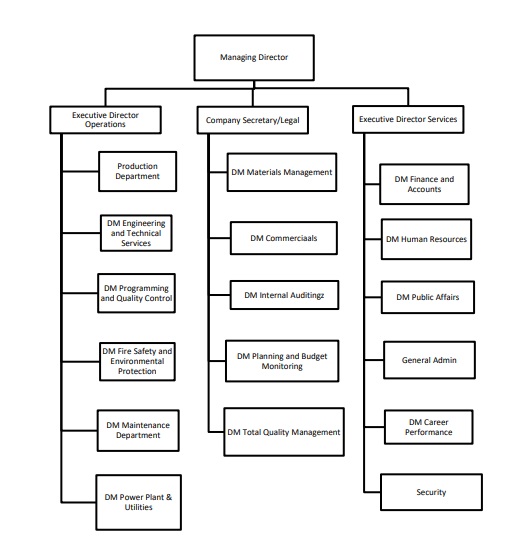 Managing Director
Executive Director
Operations
Company Secretary/Legal
Executive Director Services
Production
Department
DM Engineering
and Technical
Services
DM Programming
and Quality Control
DM Fire Safety and
Environmental
Protection
DM Maintenance
Department
DM Power Plant &
Utilities
DM Materials Management
DM Commerciaals
DM Internal Auditingz
DM Planning and Budget
Monitoring
DM Total Quality Management
DM Finance and
Accounts
DM Human Resources
DM Public Affairs
General Admin
DM Career
Performance
Security